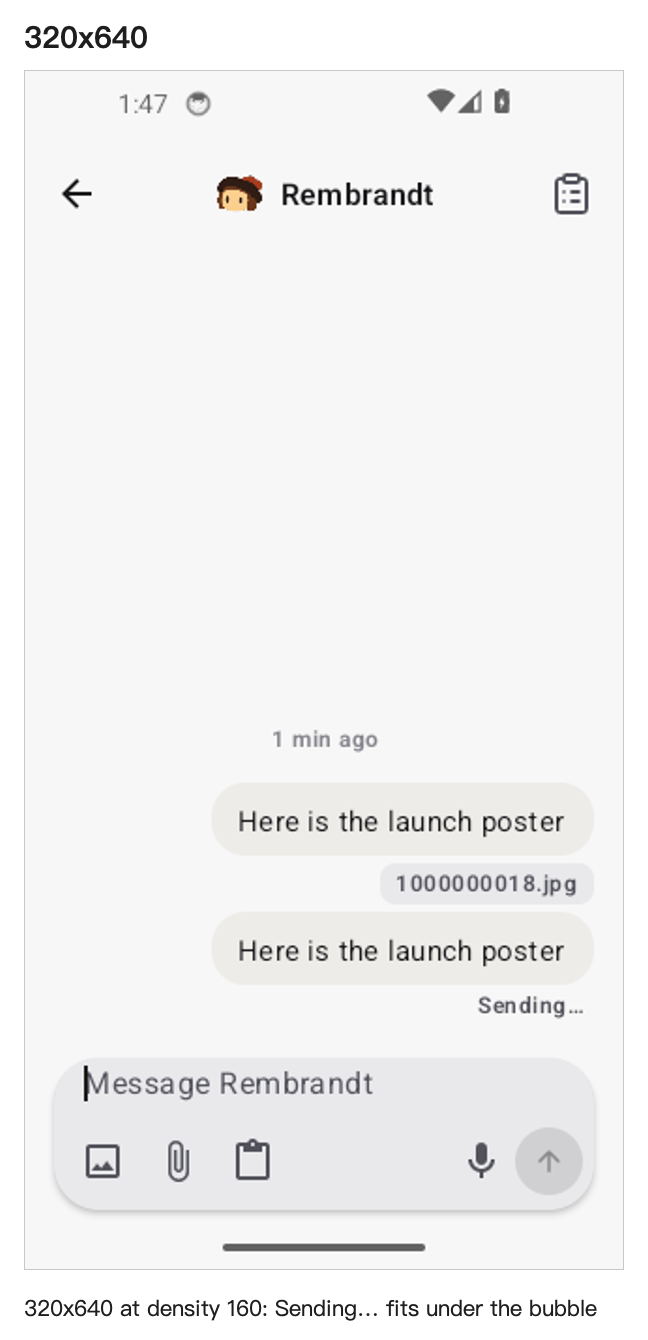 320x640
1:47
Rembrandt
1 min ago
Here is the launch poster
1000000018.jpg
Here is the launch poster
Sending…
Message Rembrandt
320x640 at density 160: Sending… fits under the bubble